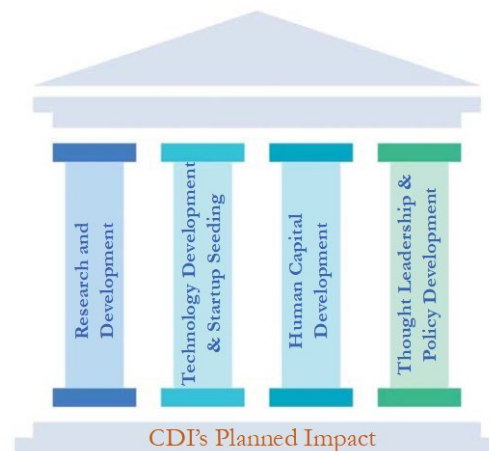 Research and
Development
Technology Development
& Startup Seeding
Human Capital
Development
Thought Leadership &
Policy Development
CDI's Planned Impact